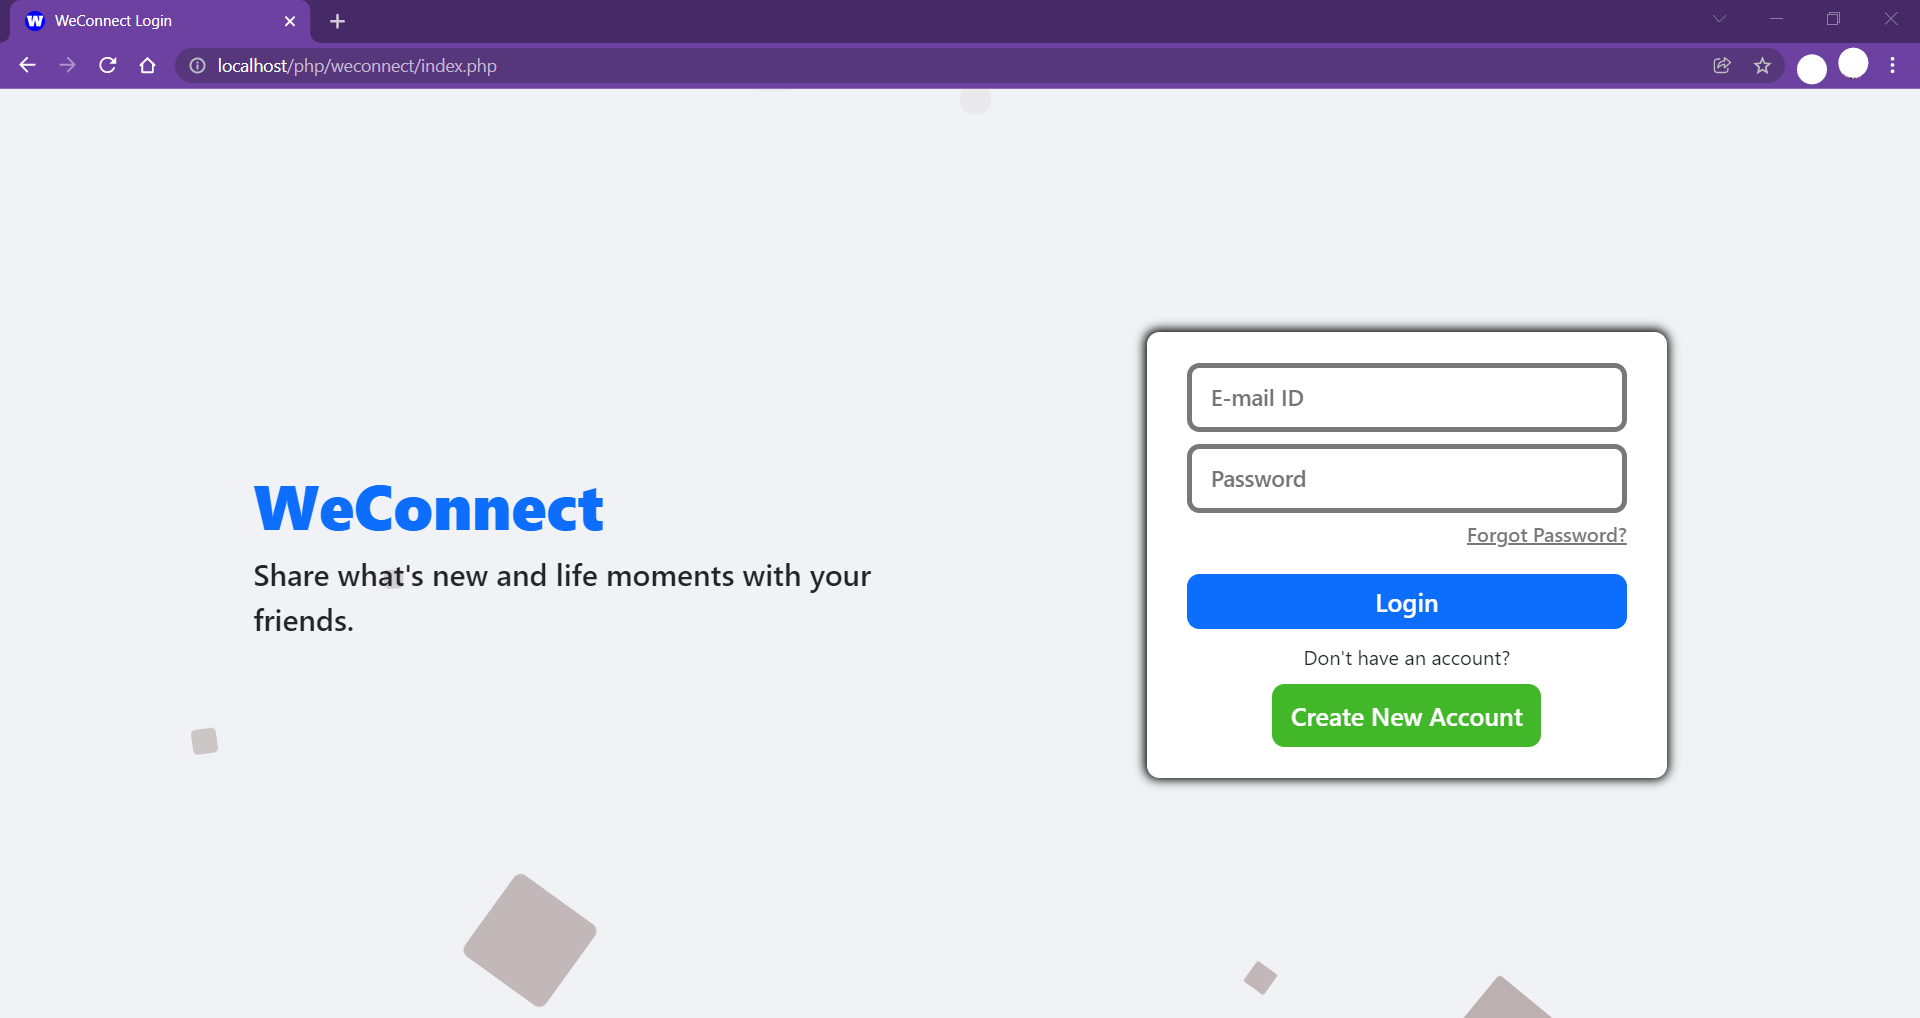 WeConnect Login
localhost/php/weconnect/index.php
WeConnect
Share what's new and life moments with your
friends.
E-mail ID
Password
Forgot Password?
Login
Don't have an account?
Create New Account